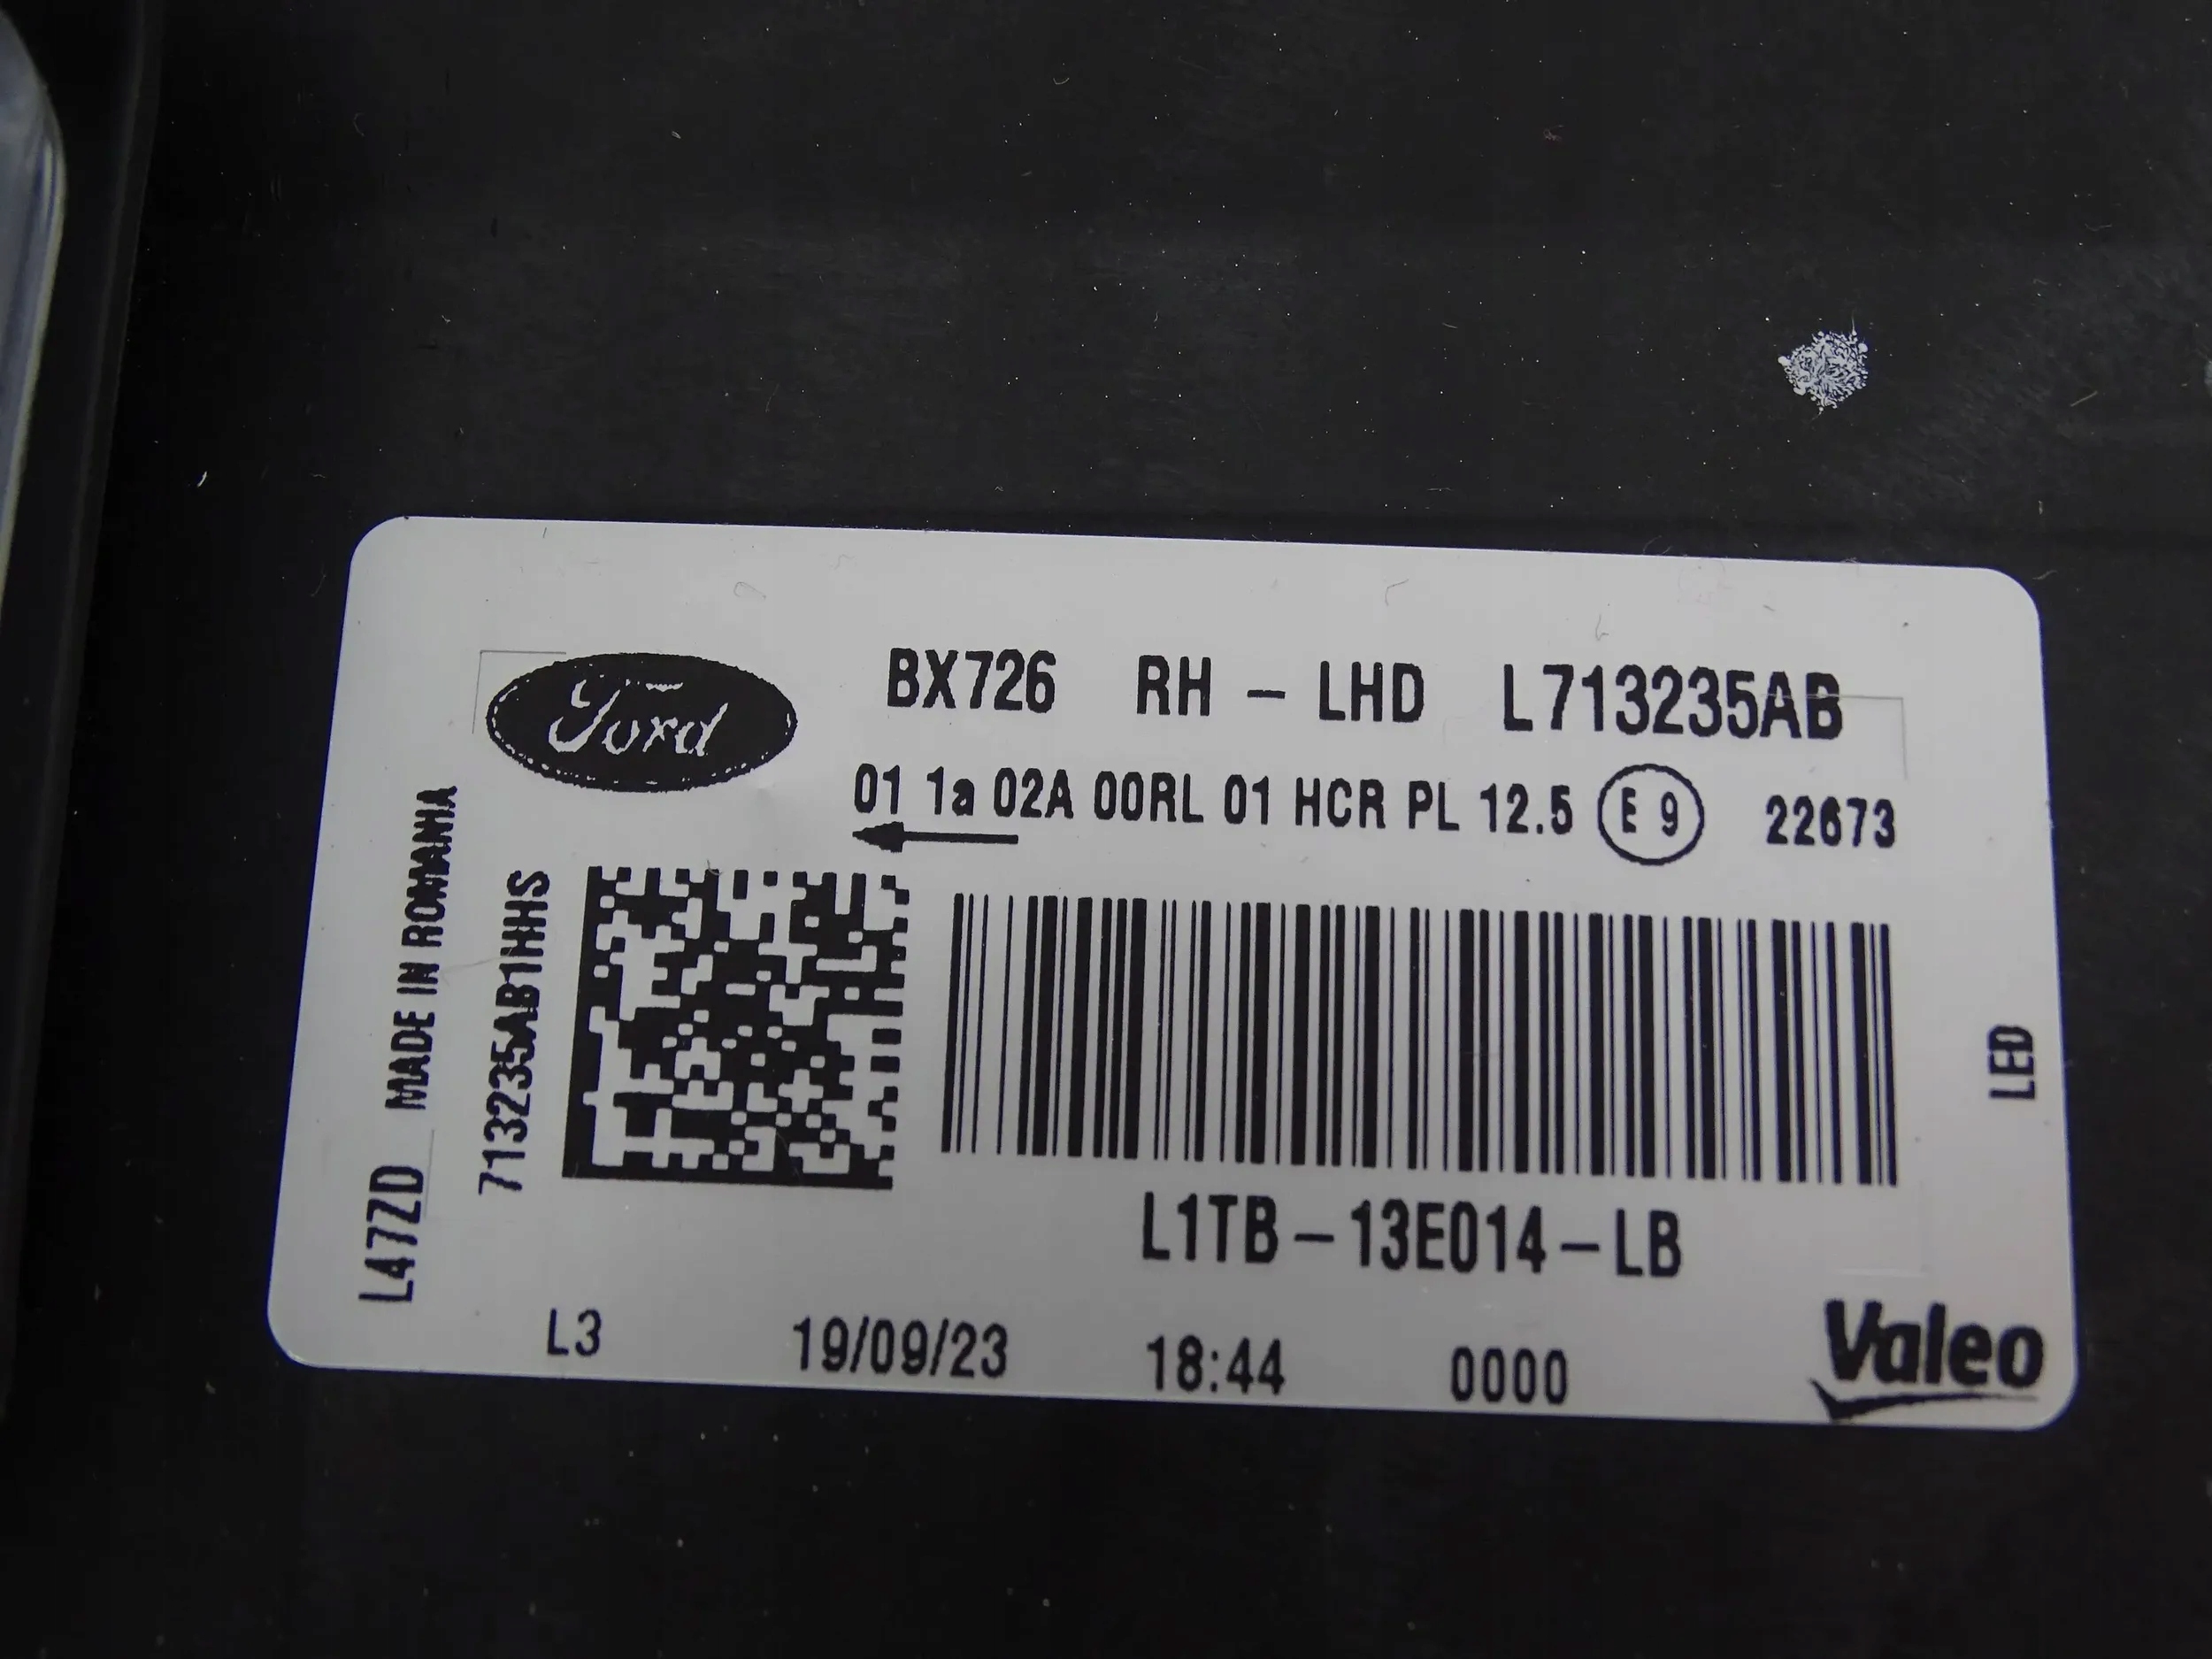 Ford
BX726 RH - LHD L713235AB
01 1a 02A 00RL 01 HCR PL 12.5 E 9 22673
L47ZD MADE IN ROMANIA
713235AB1HHS
LED
L1TB-13E014-LB
L3 19/09/23 18:44 0000
Valeo